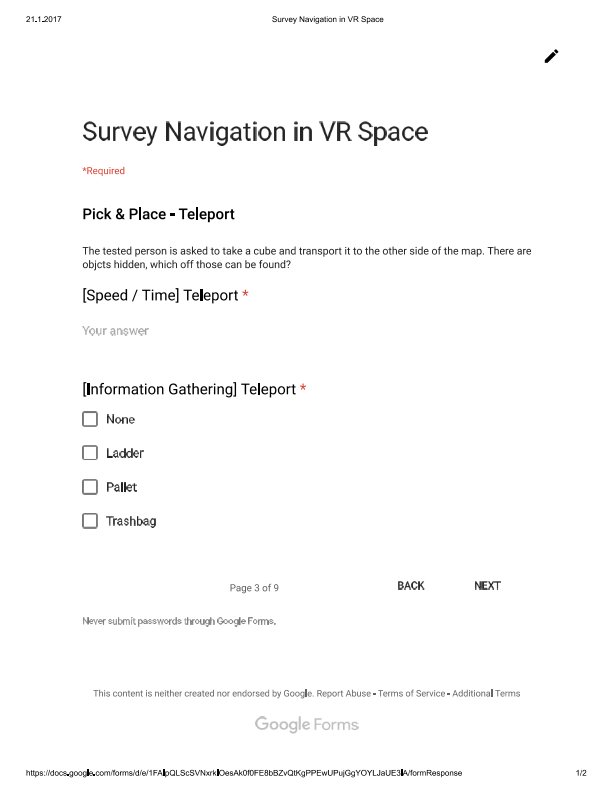 21.1.2017
Survey Navigation in VR Space
Survey Navigation in VR Space
*Required
Pick & Place - Teleport
The tested person is asked to take a cube and transport it to the other side of the map. There are
objcts hidden, which off those can be found?
[Speed / Time] Teleport *
Your answer
[Information Gathering] Teleport *
None
Ladder
Pallet
Trashbag
Page 3 of 9
BACK
NEXT
Never submit passwords through Google Forms.
This content is neither created nor endorsed by Google. Report Abuse - Terms of Service - Additional Terms
Google Forms
https://docs.google.com/forms/d/e/1FAIpQLScSVNxrkIOesAk0f0FE8bBZvQtKgPPEwUPujGgYOYLJaUE3IA/formResponse
1/2